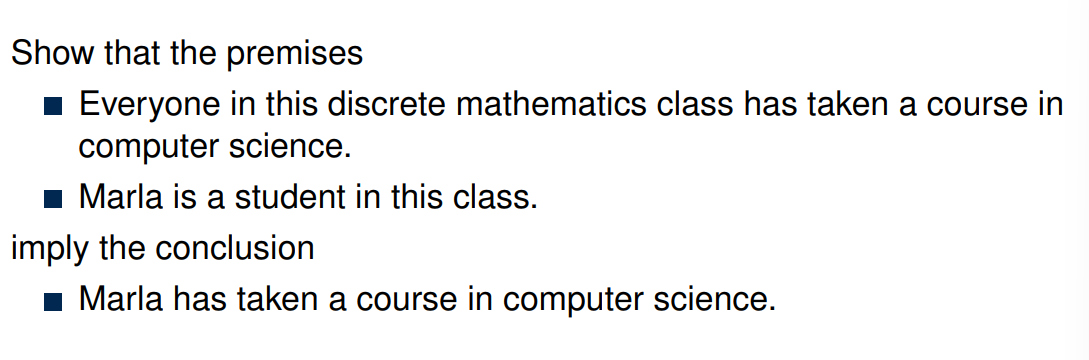 Show that the premises
Everyone in this discrete mathematics class has taken a course in
computer science.
Marla is a student in this class.
imply the conclusion
Marla has taken a course in computer science.